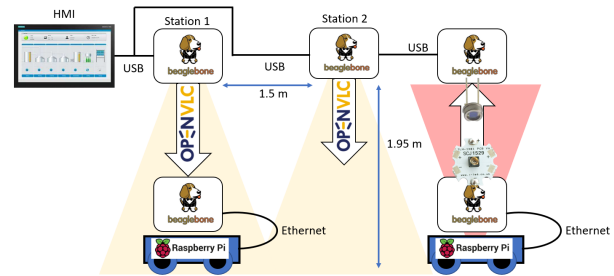 HMI
Station 1
Station 2
beaglebone
beaglebone
beaglebone
USB
USB
USB
1.5 m
OPENVLC
OPENVLC
1.95 m
SCJ1529
beaglebone
beaglebone
Ethernet
Ethernet
Raspberry Pi
Raspberry Pi